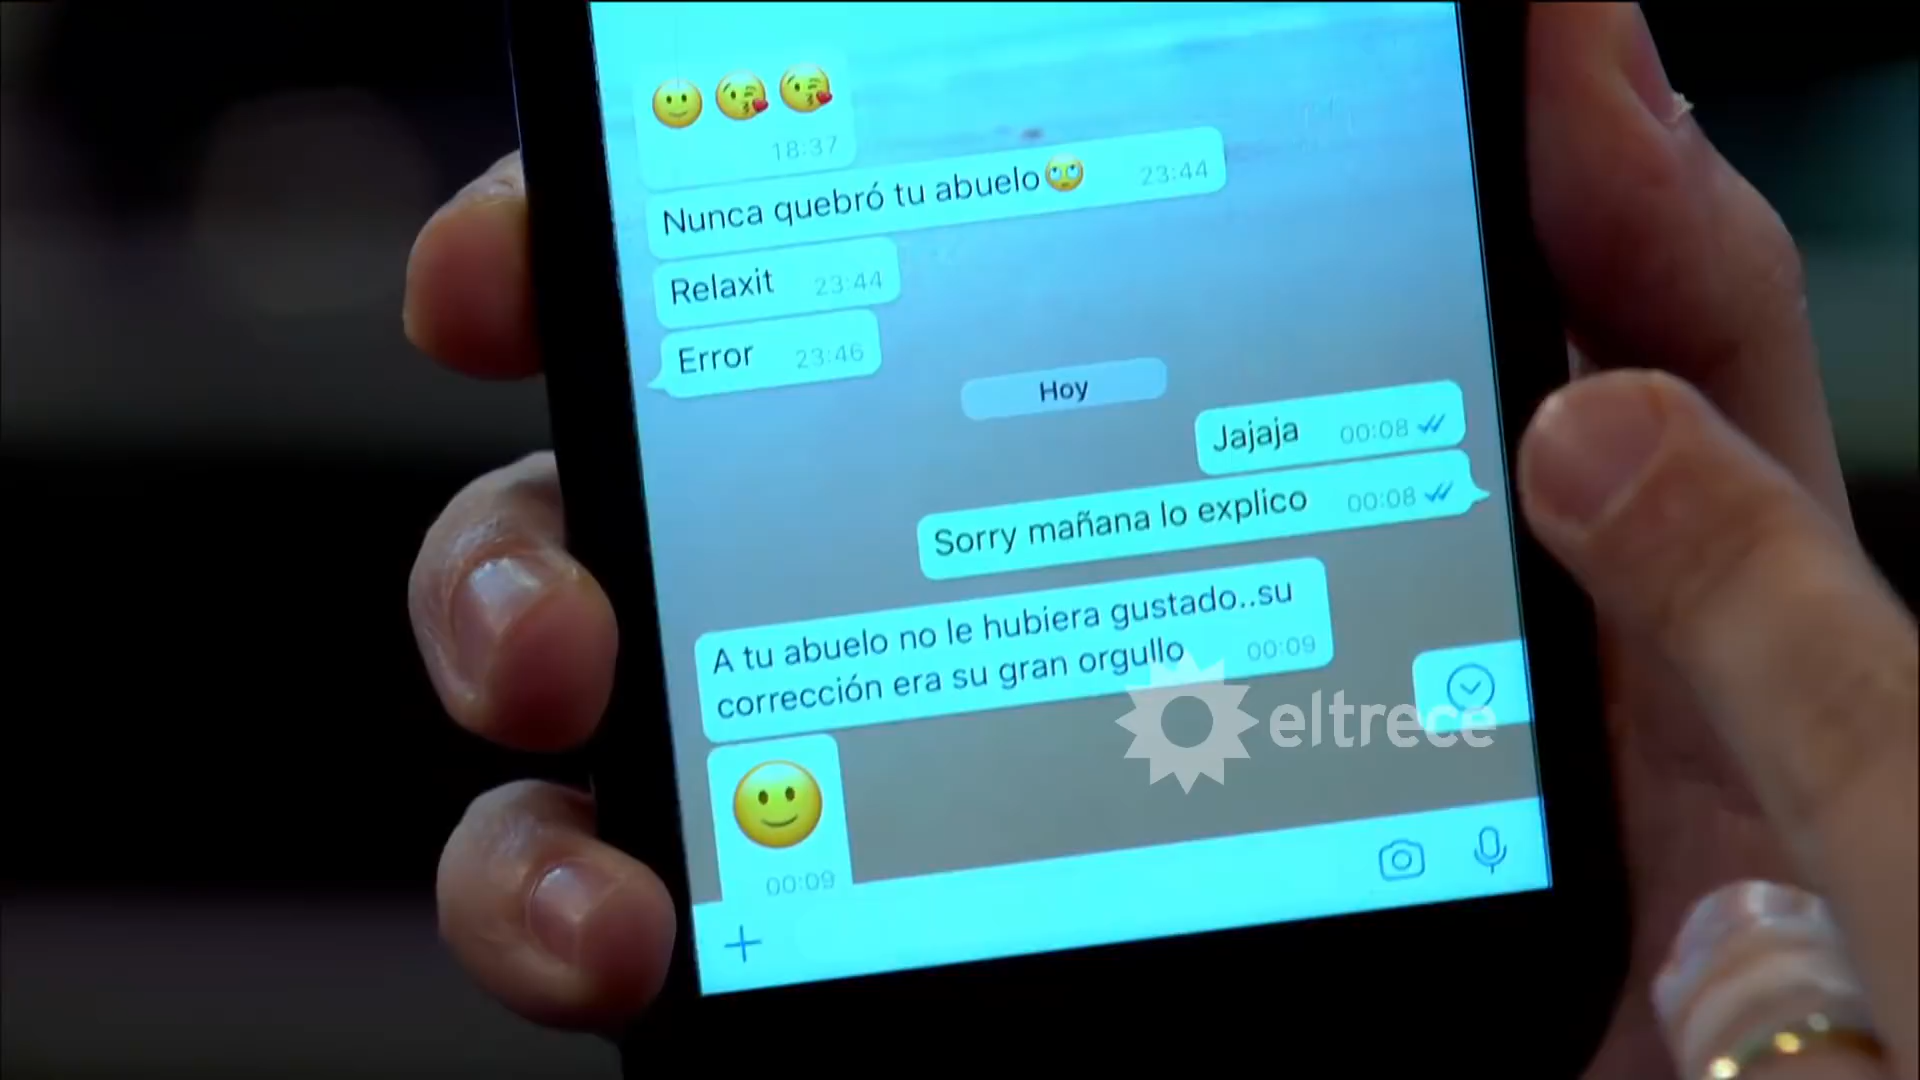 18:37
Nunca quebró tu abuelo🙄 23:44
Relaxit 23:44
Error 23:46
Hoy
Jajaja 00:08
Sorry mañana lo explico 00:08
A tu abuelo no le hubiera gustado..su
corrección era su gran orgullo 00:09
eltrece
00:09